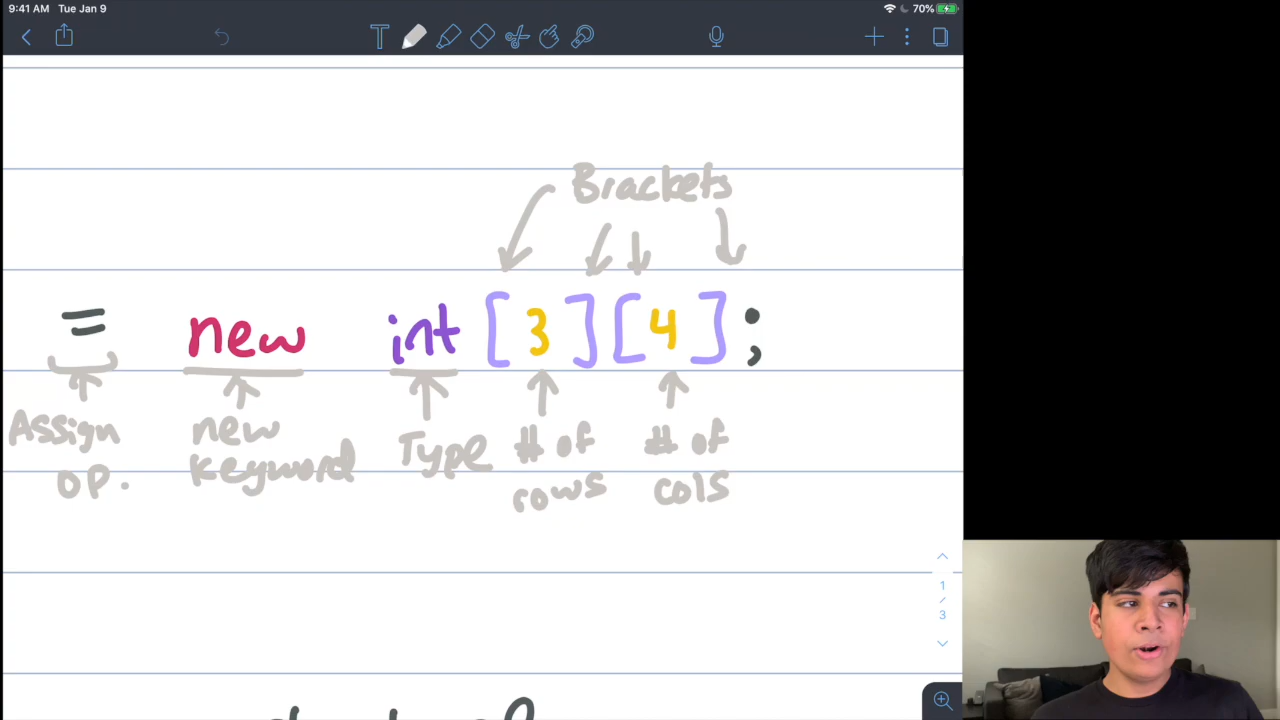 9:41 AM Tue Jan 9
70%
T
Brackets
= new int [3][4];
Assign OP.
new keyword
Type
# of rows
# of cols
1
/
3